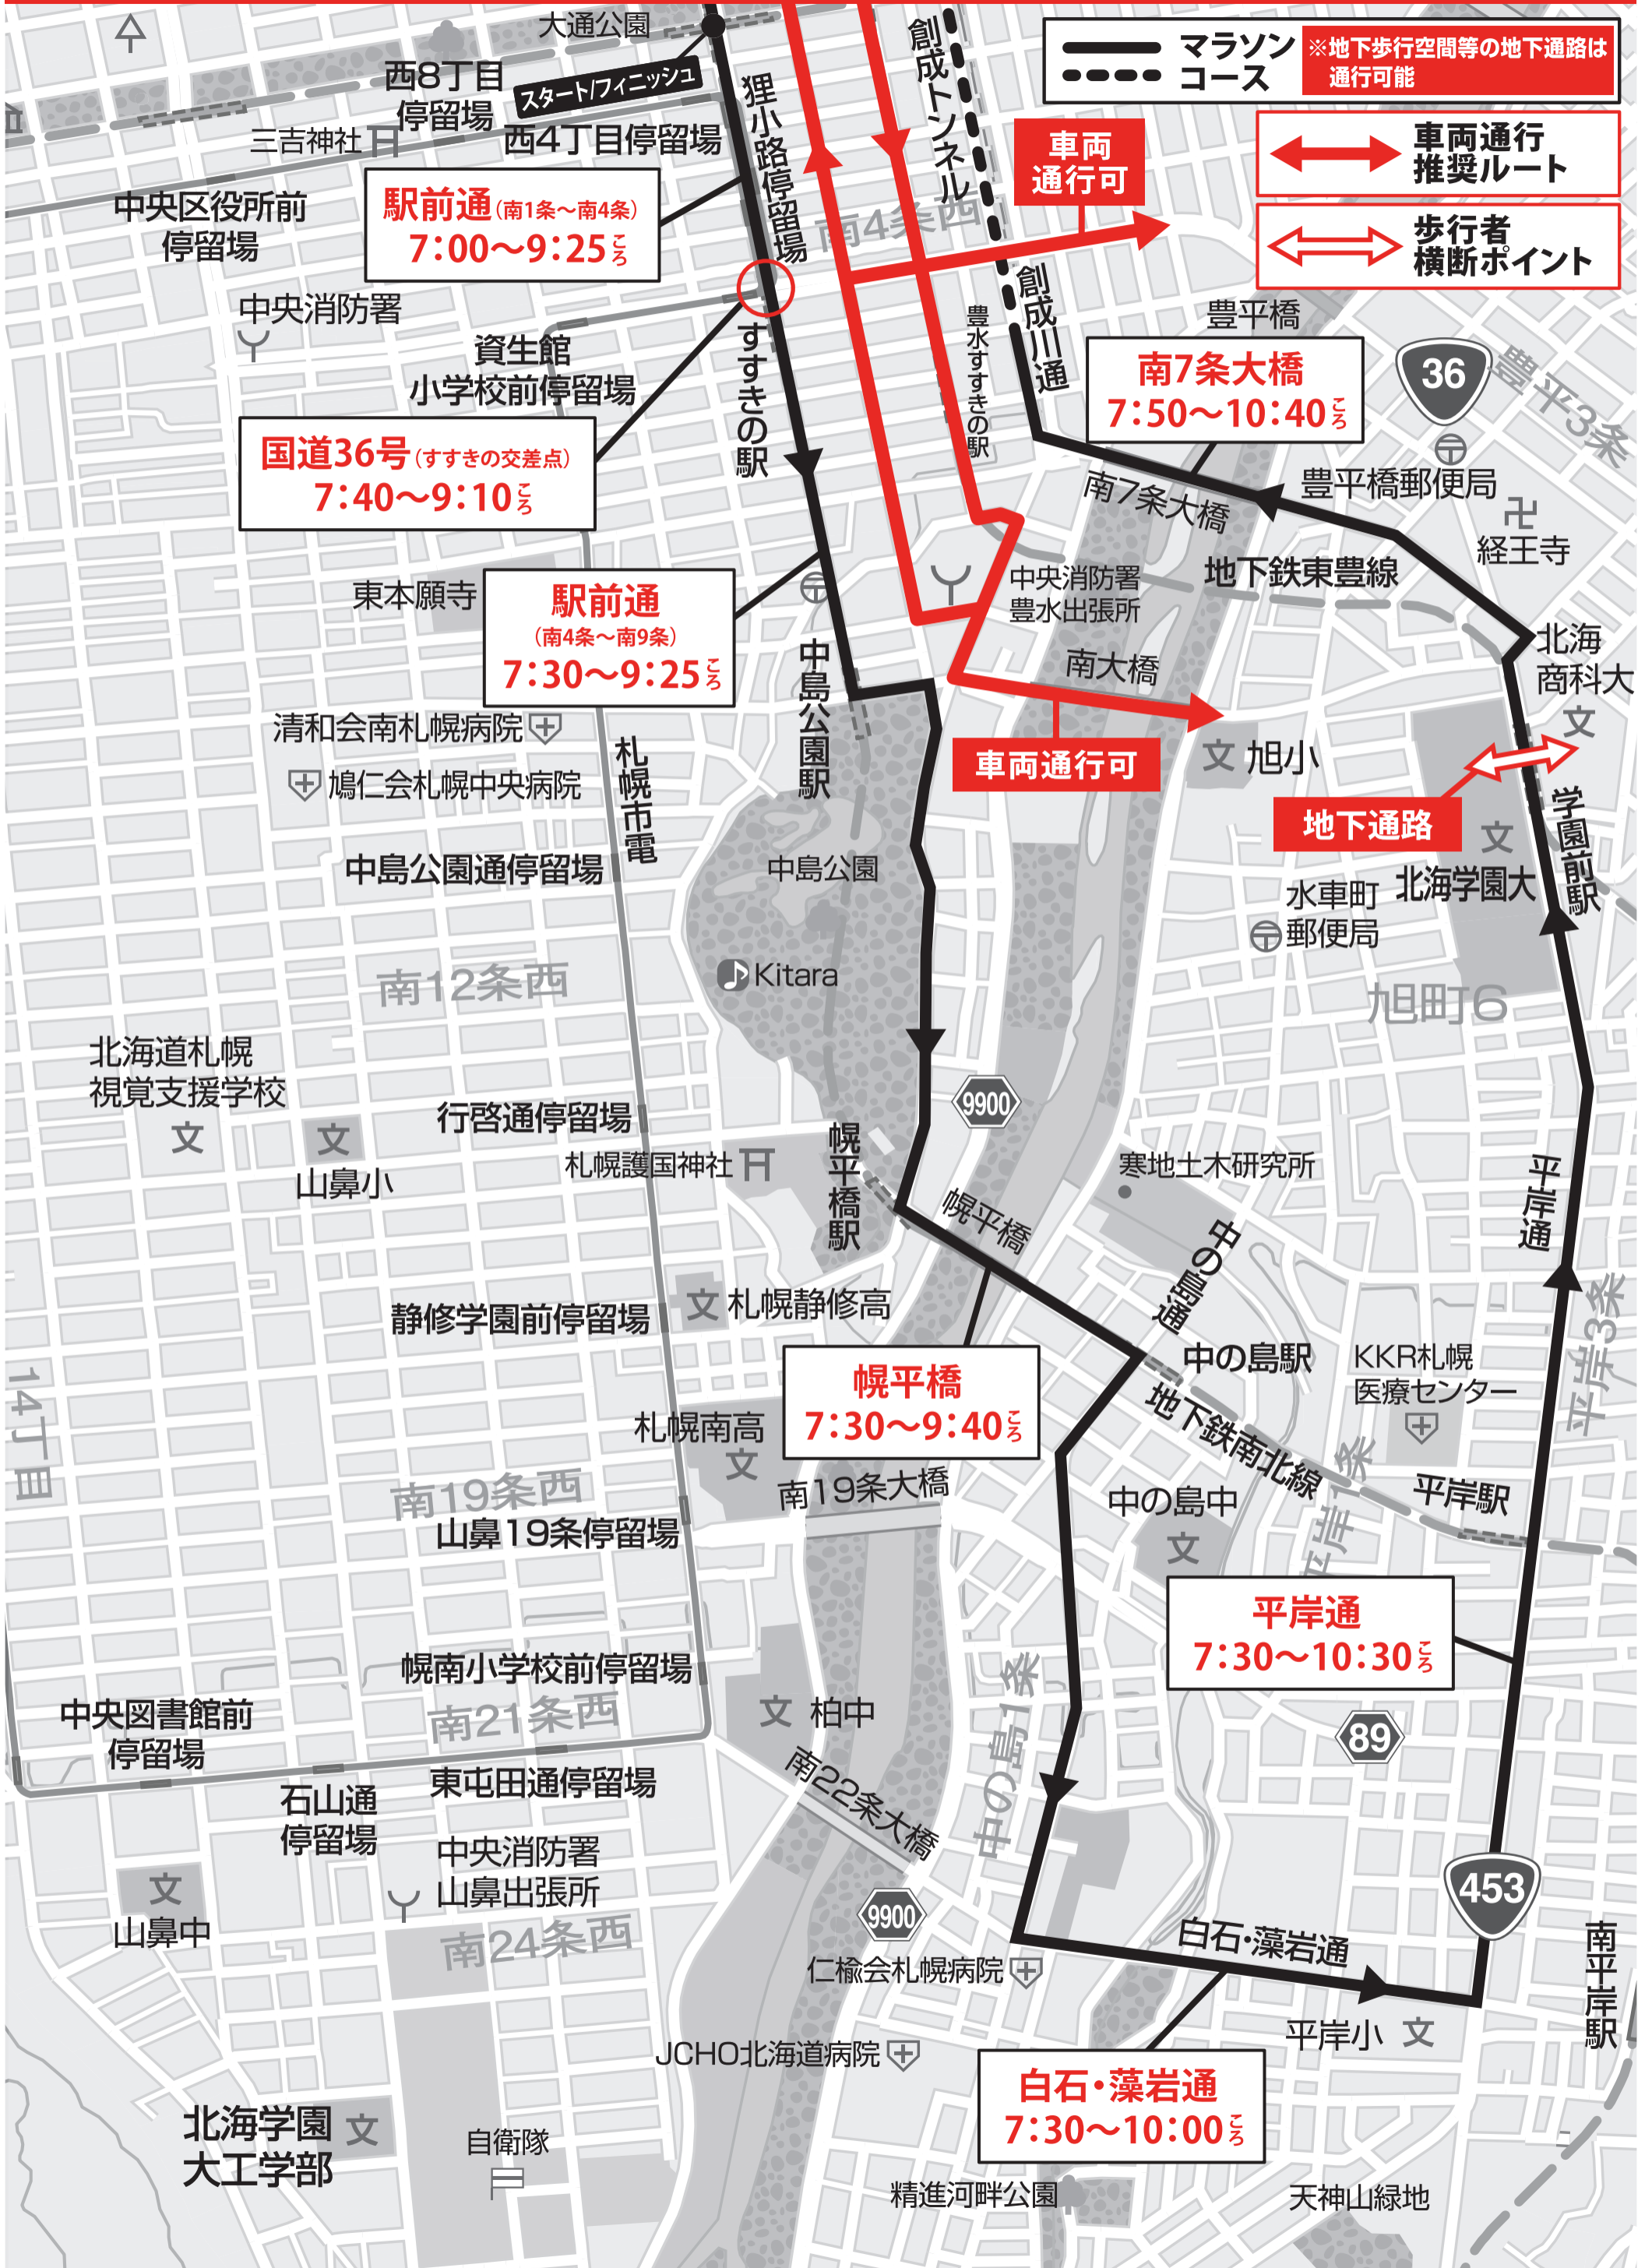 大通公園
西8丁目
停留場
スタート/フィニッシュ
三吉神社
西4丁目停留場
狸小路停留場
創成トンネル
マラソン
コース
※地下歩行空間等の地下通路は
通行可能
車両通行
推奨ルート
歩行者
横断ポイント
車両
通行可
中央区役所前
停留場
駅前通(南1条〜南4条)
7:00〜9:25ころ
南4条西
創成川通
中央消防署
資生館
小学校前停留場
すすきの駅
豊水すすきの駅
豊平橋
南7条大橋
7:50〜10:40ころ
36
豊平3条
国道36号(すすきの交差点)
7:40〜9:10ころ
南7条大橋
豊平橋郵便局
経王寺
地下鉄東豊線
東本願寺
駅前通
(南4条〜南9条)
7:30〜9:25ころ
中央消防署
豊水出張所
南大橋
北海
商科大
中島公園駅
清和会南札幌病院
鳩仁会札幌中央病院
札幌市電
車両通行可
文
旭小
文
地下通路
学園前駅
中島公園通停留場
中島公園
文
北海学園大
水車町
郵便局
Kitara
南12条西
旭町6
北海道札幌
視覚支援学校
文
行啓通停留場
文
山鼻小
札幌護国神社
幌平橋駅
9900
寒地土木研究所
幌平橋
中の島通
平岸通
静修学園前停留場
文
札幌静修高
幌平橋
7:30〜9:40ころ
中の島駅
KKR札幌
医療センター
平岸3条
地下鉄南北線
14丁目
札幌南高
文
南19条西
山鼻19条停留場
南19条大橋
中の島中
文
平岸1条
平岸駅
平岸通
7:30〜10:30ころ
幌南小学校前停留場
南21条西
中央図書館前
停留場
文
柏中
中の島1条
89
石山通
停留場
東屯田通停留場
南22条大橋
中央消防署
山鼻出張所
文
山鼻中
南24条西
9900
453
白石・藻岩通
仁楡会札幌病院
南平岸駅
平岸小
文
JCHO北海道病院
白石・藻岩通
7:30〜10:00ころ
北海学園
大工学部
文
自衛隊
精進河畔公園
天神山緑地